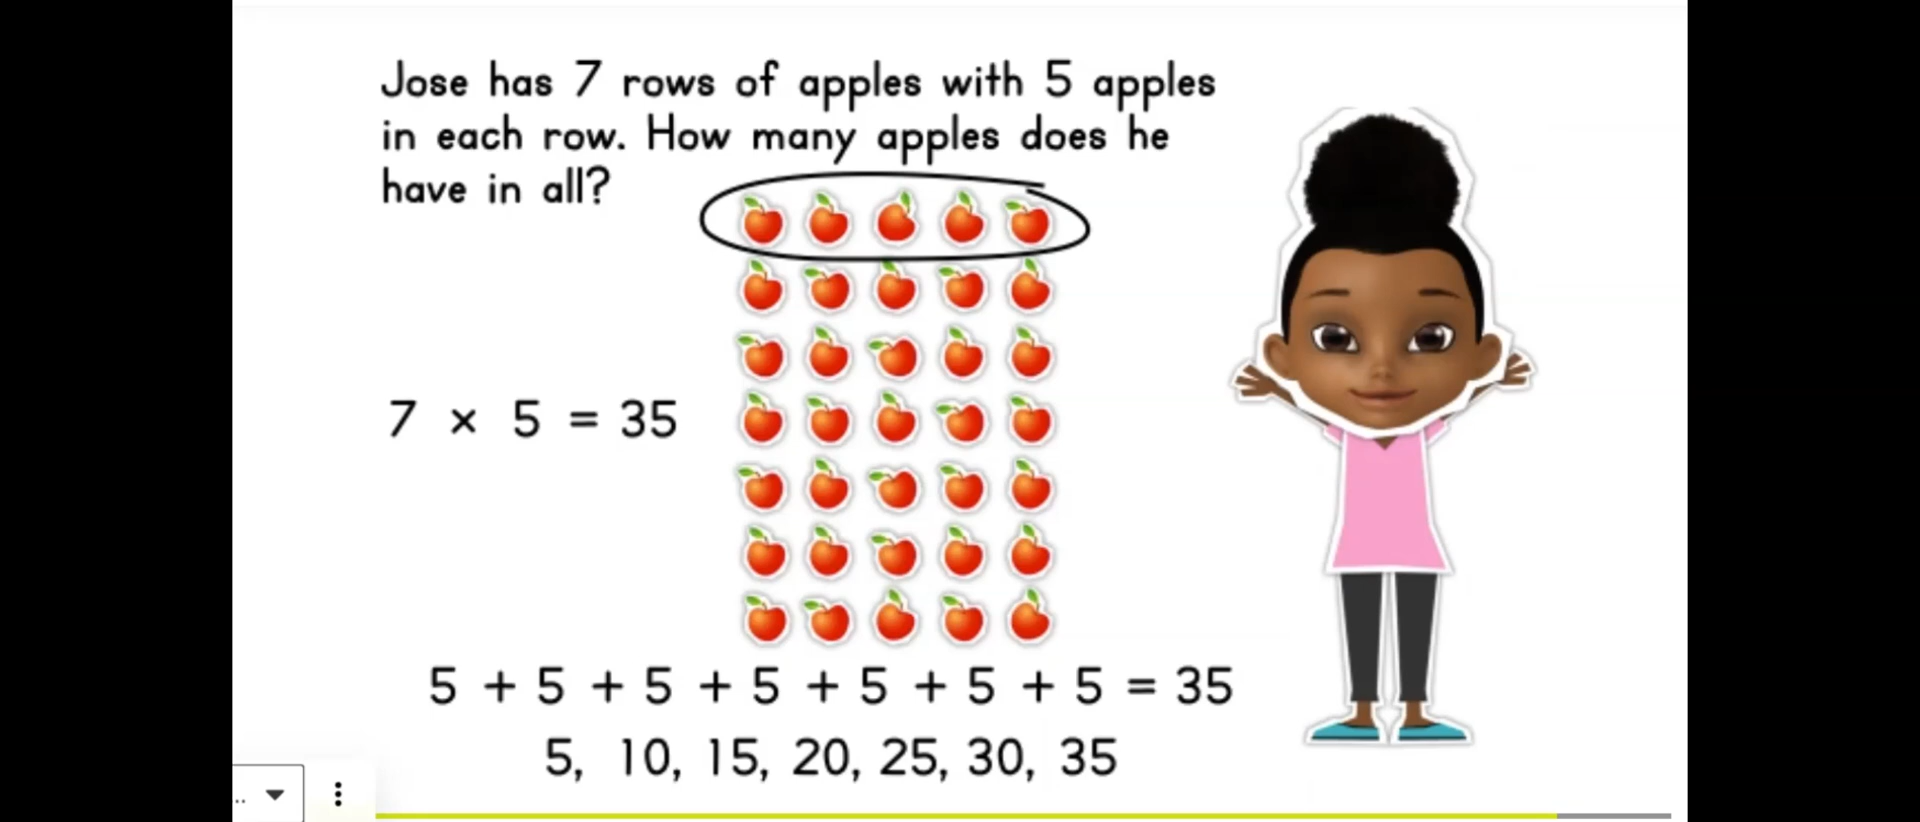 Jose has 7 rows of apples with 5 apples
in each row. How many apples does he
have in all?
7 × 5 = 35
5 + 5 + 5 + 5 + 5 + 5 + 5 = 35
5, 10, 15, 20, 25, 30, 35
..